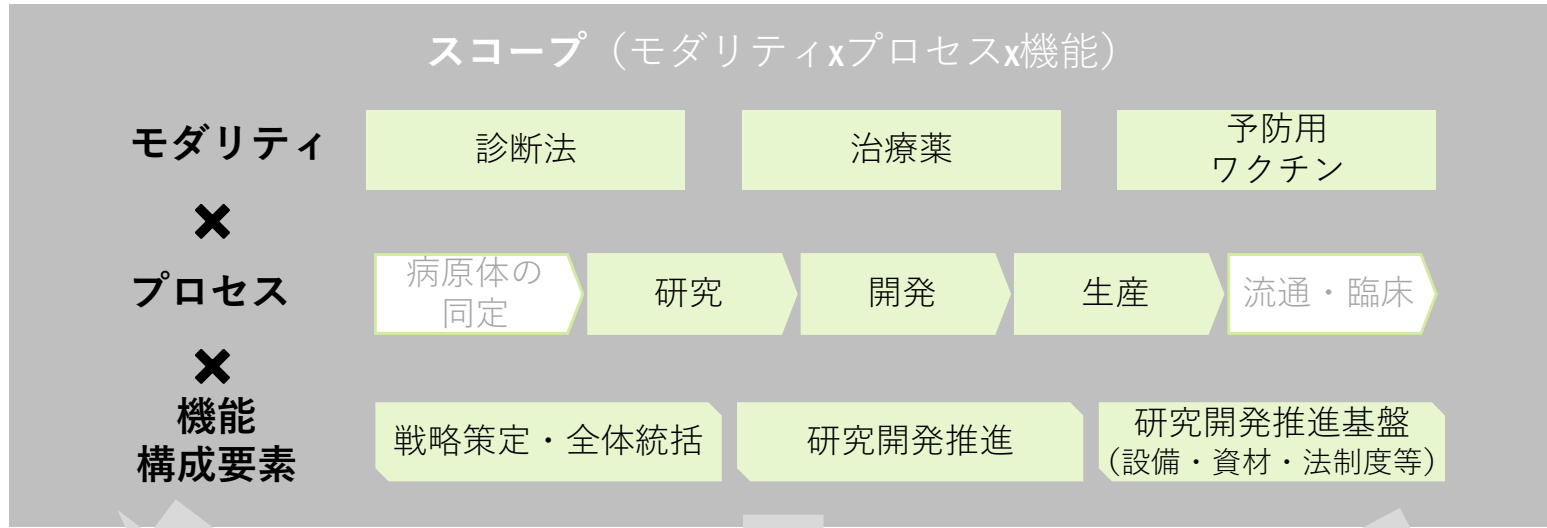 スコープ（モダリティxプロセスx機能）
モダリティ
診断法
治療薬
予防用
ワクチン
プロセス
病原体の
同定
研究
開発
生産
流通・臨床
機能
構成要素
戦略策定・全体統括
研究開発推進
研究開発推進基盤
（設備・資材・法制度等）